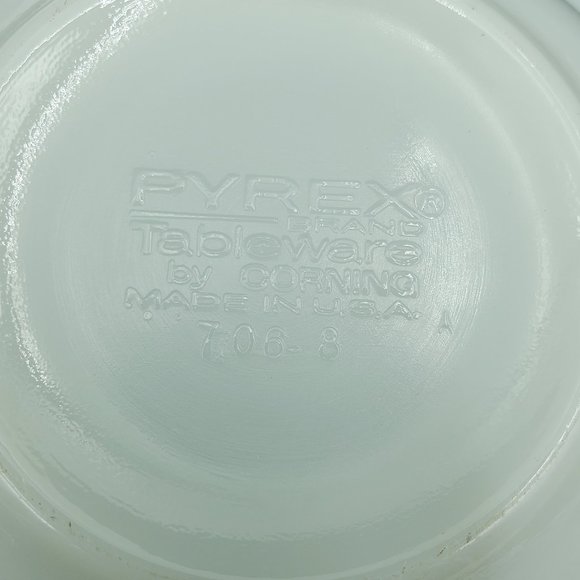 PYREX®
BRAND
Tableware
by CORNING
MADE IN U.S.A.
706-8 A